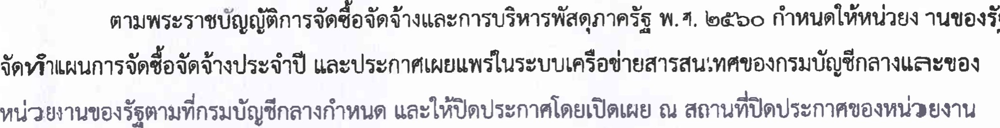 ตามพระราชบัญญัติการจัดซื้อจัดจ้างและการบริหารพัสดุภาครัฐ พ.ศ. ๒๕๖๐ กำหนดให้หน่วยงานของรัฐ
จัดทำแผนการจัดซื้อจัดจ้างประจำปี และประกาศเผยแพร่ในระบบเครือข่ายสารสนเทศของกรมบัญชีกลางและของ
หน่วยงานของรัฐตามที่กรมบัญชีกลางกำหนด และให้ปิดประกาศโดยเปิดเผย ณ สถานที่ปิดประกาศของหน่วยงาน